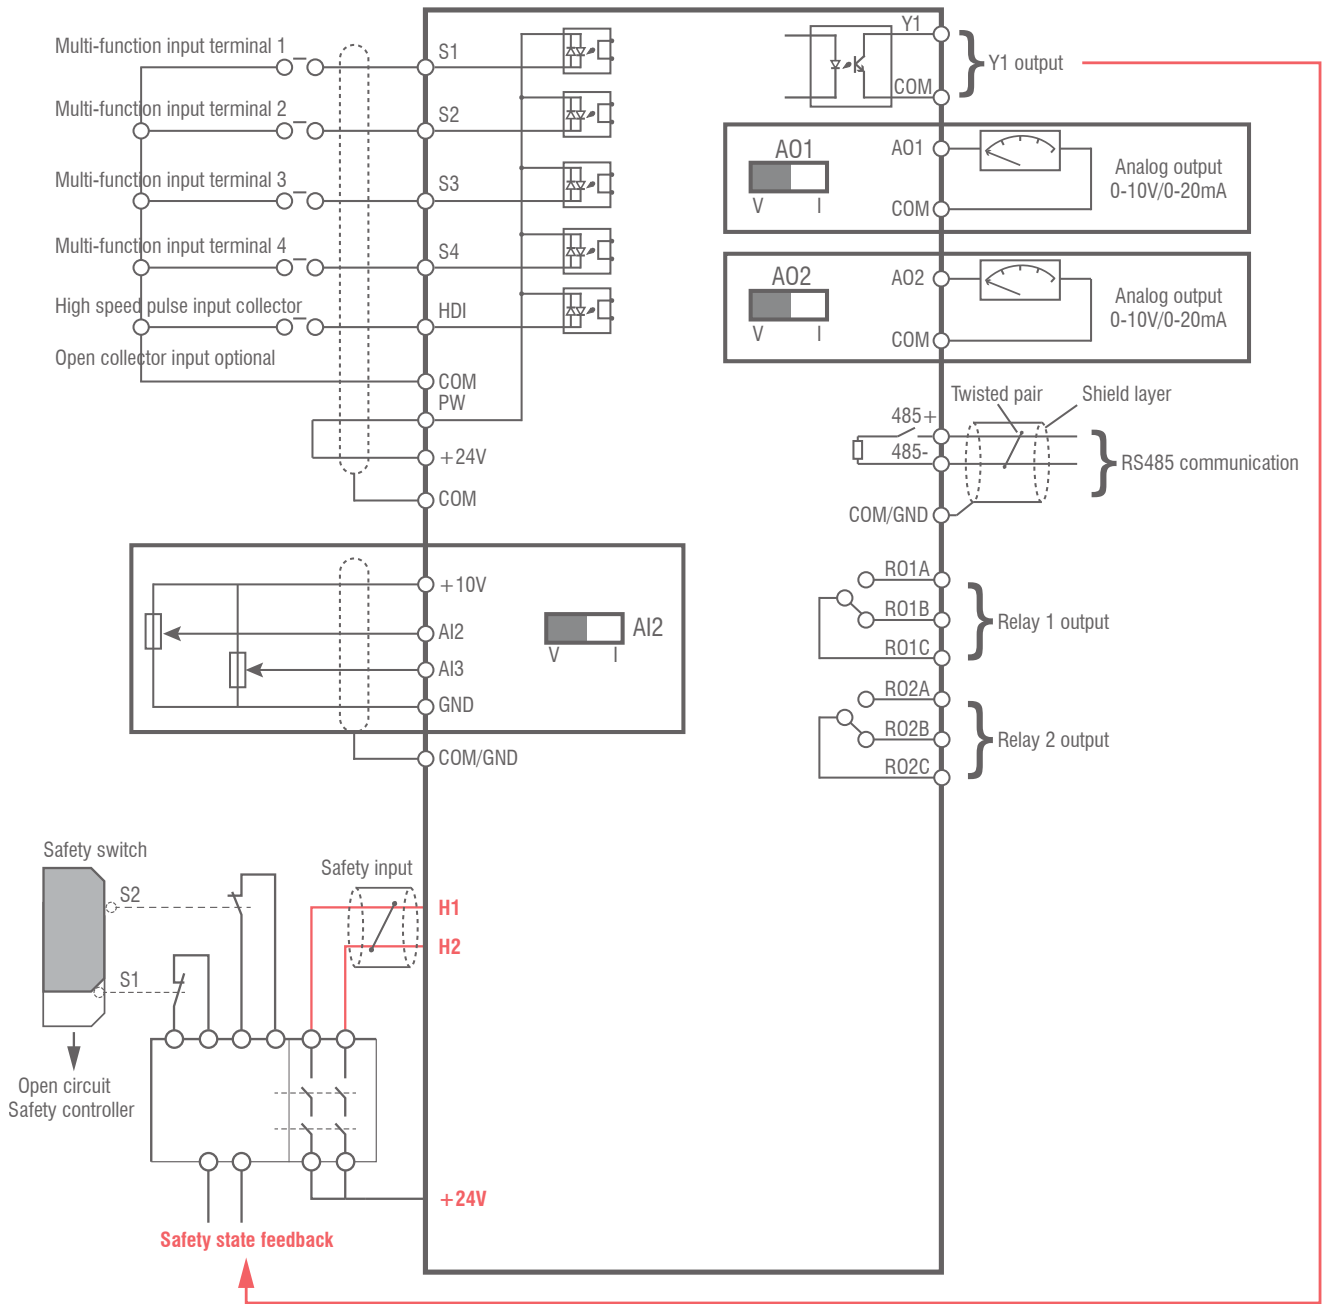 Multi-function input terminal 1
S1
Multi-function input terminal 2
S2
Multi-function input terminal 3
S3
Multi-function input terminal 4
S4
High speed pulse input collector
HDI
Open collector input optional
COM
PW
+24V
COM
+10V
AI2
AI3
GND
AI2
V I
COM/GND
Y1
COM
Y1 output
AO1
V I
AO1
COM
Analog output
0-10V/0-20mA
AO2
V I
AO2
COM
Analog output
0-10V/0-20mA
Twisted pair
Shield layer
485+
485-
RS485 communication
COM/GND
RO1A
RO1B
RO1C
Relay 1 output
RO2A
RO2B
RO2C
Relay 2 output
Safety switch
S2
S1
Open circuit
Safety controller
Safety input
H1
H2
+24V
Safety state feedback